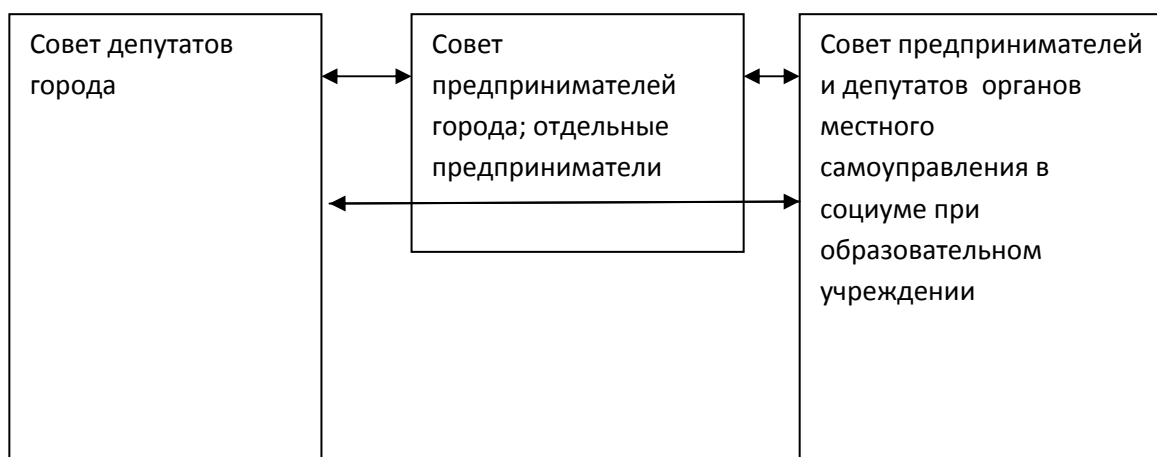 Совет депутатов
города
Совет
предпринимателей
города; отдельные
предприниматели
Совет предпринимателей
и депутатов органов
местного
самоуправления в
социуме при
образовательном
учреждении